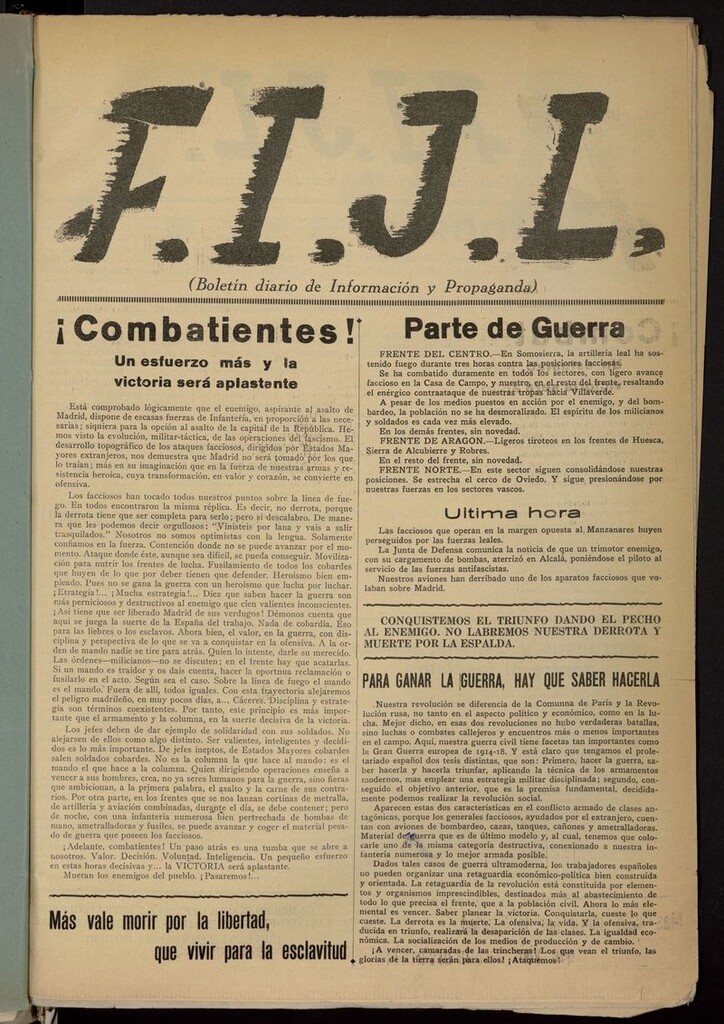 F.I.J.L.
(Boletín diario de Información y Propaganda)
¡Combatientes!
Un esfuerzo más y la
victoria será aplastante
Está comprobado lógicamente que el enemigo, aspirante al asalto de
Madrid, dispone de escasas fuerzas de Infantería, en proporción a las nece-
sarias; siquiera para la opción al asalto de la capital de la República. He-
mos visto la evolución, militar-táctica, de las operaciones del fascismo. El
desarrollo topográfico de los ataques facciosos, dirigidos por Estados Ma-
yores extranjeros, nos demuestra que Madrid no será tomado por los que
lo traían; más en su imaginación que en la fuerza de nuestras armas y re-
sistencia heroica, cuya transformación, en valor y corazón, se convierte en
ofensiva.
Los facciosos han tocado todos nuestros puntos sobre la línea de fue-
go. En todos encontraron la misma réplica. Es decir, no derrota, porque
la derrota tiene que ser completa para serlo; pero si descalabro. De mane-
ra que les podemos decir orgullosos: "Vinisteis por lana y vais a salir
trasquilados." Nosotros no somos optimistas con la lengua. Solamente
confiamos en la fuerza. Contención donde no se puede avanzar por el mo-
mento. Ataque donde éste, aunque sea difícil, se pueda conseguir. Moviliza-
ción para nutrir los frentes de lucha. Fusilamiento de todos los cobardes
que huyen de lo que por deber tienen que defender. Heroísmo bien em-
pleado. Pues no se gana la guerra con un heroísmo que lucha por luchar.
¡Etrategia!... ¡Mucha estrategia!... Diez que saben hacer la guerra son
más perniciosos y destructivos al enemigo que cien valientes inconscientes.
¡Así tiene que ser liberado Madrid de sus verdugos! Démonos cuenta que
aquí se juega la suerte de la España del trabajo. Nada de cobardía. Eso
para las liebres o los esclavos. Ahora bien, el valor, en la guerra, con dis-
ciplina y perspectiva de lo que se va a conquistar en la ofensiva. A la or-
den de mando nadie se tire para atrás. Quien lo intente, darle su merecido.
Las órdenes—milicianos—no se discuten; en el frente hay que acatarlas.
Si un mando es traidor y os dais cuenta, hacer la oportuna reclamación o
fusilarlo en el acto. Según sea el caso. Sobre la línea de fuego el mando
es el mando. Fuera de allí, todos iguales. Con esta trayectoria alejaremos
el peligro madrileño, en muy pocos días, a... Cáceres. Disciplina y estrate-
gia son términos coexistentes. Por tanto, este principio es más impor-
tante que el armamento y la columna, en la suerte decisiva de la victoria.
Los jefes deben de dar ejemplo de solidaridad con sus soldados. No
alejarsen de ellos como algo distinto. Ser valientes, inteligentes y decidi-
dos es lo más importante. De jefes ineptos, de Estados Mayores cobardes
salen soldados cobardes. No es la columna la que hace al mando: es el
mando el que hace a la columna. Quien dirigiendo operaciones enseña a
vencer a sus hombres, crea, no ya seres humanos para la guerra, sino fieras
que ambicionan, a la primera palabra, el asalto y la carne de sus contra-
rios. Por otra parte, en los frentes que se nos lanzan cortinas de metralla,
de artillería y aviación combinadas, durante el día, se debe contener; pero
de noche, con una infantería numerosa bien pertrechada de bombas de
mano, ametralladoras y fusiles, se puede avanzar y coger el material pesa-
do de guerra que poseen los facciosos.
¡Adelante, combatientes! Un paso atrás es una tumba que se abre a
nosotros. Valor. Decisión. Voluntad. Inteligencia. Un pequeño esfuerzo
en estas horas decisivas y... la VICTORIA será aplastante.
Mueran los enemigos del pueblo. ¡Pasaremos!...
Más vale morir por la libertad,
que vivir para la esclavitud.
Parte de Guerra
FRENTE DEL CENTRO.—En Somosierra, la artillería leal ha sos-
tenido fuego durante tres horas contra las posiciones facciosas.
Se ha combatido duramente en todos los sectores, con ligero avance
faccioso en la Casa de Campo, y nuestro, en el resto del frente, resaltando
el enérgico contraataque de nuestras tropas hacia Villaverde.
A pesar de los medios puestos en acción por el enemigo, y del bom-
bardeo, la población no se ha desmoralizado. El espíritu de los milicianos
y soldados es cada vez más elevado.
En los demás frentes, sin novedad.
FRENTE DE ARAGON.—Ligeros tiroteos en los frentes de Huesca,
Sierra de Alcubierre y Robres.
En el resto del frente, sin novedad.
FRENTE NORTE.—En este sector siguen consolidándose nuestras
posiciones. Se estrecha el cerco de Oviedo. Y sigue presionándose por
nuestras fuerzas en los sectores vascos.
Ultima hora
Las facciosos que operan en la margen opuesta al Manzanares huyen
perseguidos por las fuerzas leales.
La Junta de Defensa comunica la noticia de que un trimotor enemigo,
con su cargamento de bombas, aterrizó en Alcalá, poniéndose el piloto al
servicio de las fuerzas antifascistas.
Nuestros aviones han derribado uno de los aparatos facciosos que vo-
laban sobre Madrid.
CONQUISTEMOS EL TRIUNFO DANDO EL PECHO
AL ENEMIGO. NO LABREMOS NUESTRA DERROTA Y
MUERTE POR LA ESPALDA.
PARA GANAR LA GUERRA, HAY QUE SABER HACERLA
Nuestra revolución se diferencia de la Comunna de París y la Revo-
lución rusa, no tanto en el aspecto político y económico, como en la lu-
cha. Mejor dicho, en esas dos revoluciones no hubo verdaderas batallas,
sino luchas o combates callejeros y encuentros más o menos importantes
en el campo. Aquí, nuestra guerra civil tiene facetas tan importantes como
la Gran Guerra europea de 1914-18. Y está claro que tengamos el prole-
tariado español dos tesis distintas, que son: Primero, hacer la guerra, sa-
ber hacerla y hacerla triunfar, aplicando la técnica de los armamentos
modernos, mas emplear una estrategia militar disciplinada; segundo, con-
seguido el objetivo anterior, que es la premisa fundamental, decidida-
mente podemos realizar la revolución social.
Aparecen estas dos características en el conflicto armado de clases an-
tagónicas, porque los generales facciosos, ayudados por el extranjero, cuen-
tan con aviones de bombardeo, cazas, tanques, cañones y ametralladoras.
Material de guerra que es de último modelo y, al cual, tenemos que colo-
carle uno de la misma categoría destructiva, conexionado a nuestra in-
fantería numerosa y lo mejor armada posible.
Dados tales casos de guerra ultramoderna, los trabajadores españoles
no pueden organizar una retaguardia económico-política bien construída
y orientada. La retaguardia de la revolución está constituída por elemen-
tos y organismos imprescindibles, destinados más al abastecimiento de
todo lo que precisa el frente, que a la población civil. Ahora lo más ele-
mental es vencer. Saber planear la victoria. Conquistarla, cueste lo que
cueste. La derrota es la muerte. La ofensiva, la vida. Y la ofensiva, tra-
ducida en triunfo, realizará la desaparición de las clases. La igualdad eco-
nómica. La socialización de los medios de producción y de cambio.
¡A vencer, camaradas de las trincheras! Los que vean el triunfo, las
glorias de la tierra serán para ellos! ¡Ataquemos!